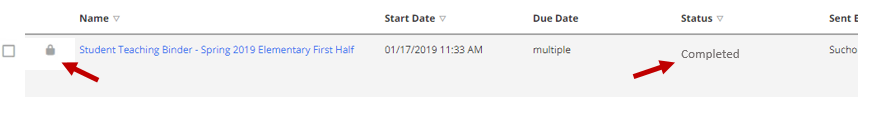 Name Start Date Due Date Status Sent E
Student Teaching Binder - Spring 2019 Elementary First Half 01/17/2019 11:33 AM multiple Completed Sucho